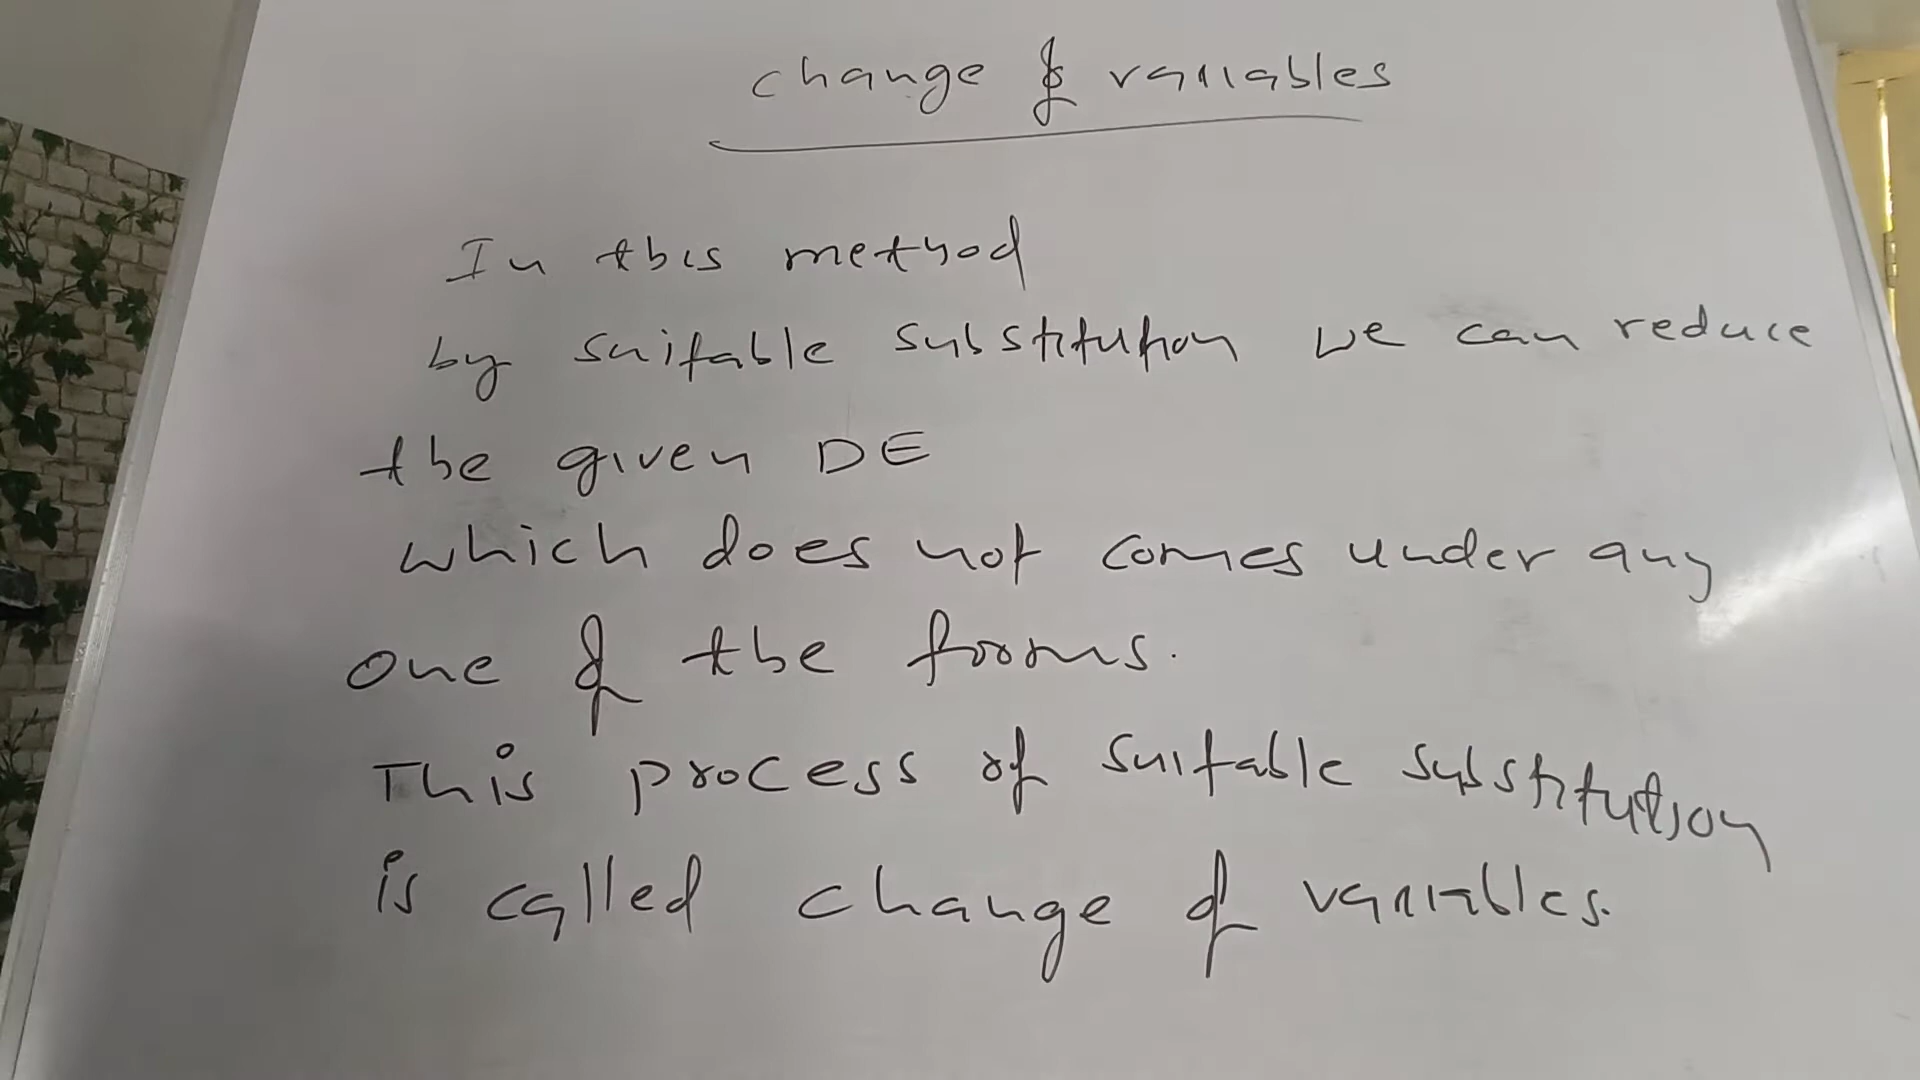 change of variables
In this method
by suitable substitution we can reduce
the given DE
which does not comes under any
one of the forms.
This process of suitable substitution
is called change of variables.